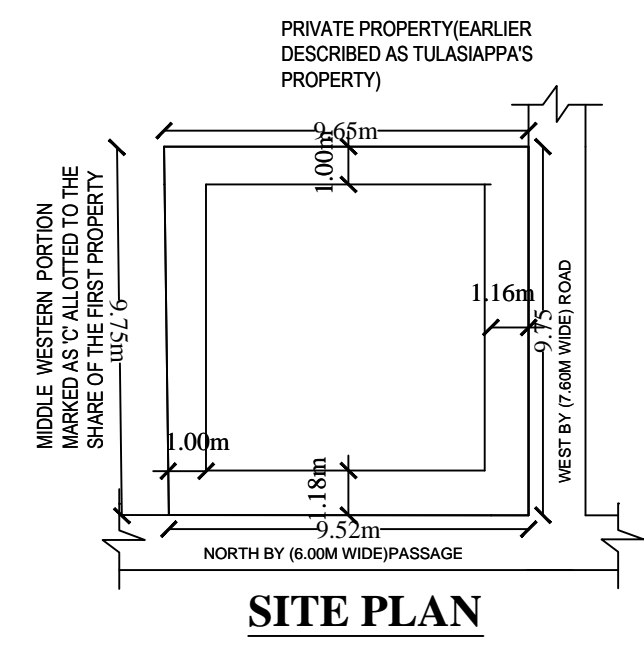 PRIVATE PROPERTY(EARLIER
DESCRIBED AS TULASIAPPA'S
PROPERTY)
9.65m
1.00m
MIDDLE WESTERN PORTION
MARKED AS 'C' ALLOTTED TO THE
SHARE OF THE FIRST PROPERTY
9.75m
1.16m
9.75
WEST BY (7.60M WIDE) ROAD
1.00m
1.18m
9.52m
NORTH BY (6.00M WIDE)PASSAGE
SITE PLAN